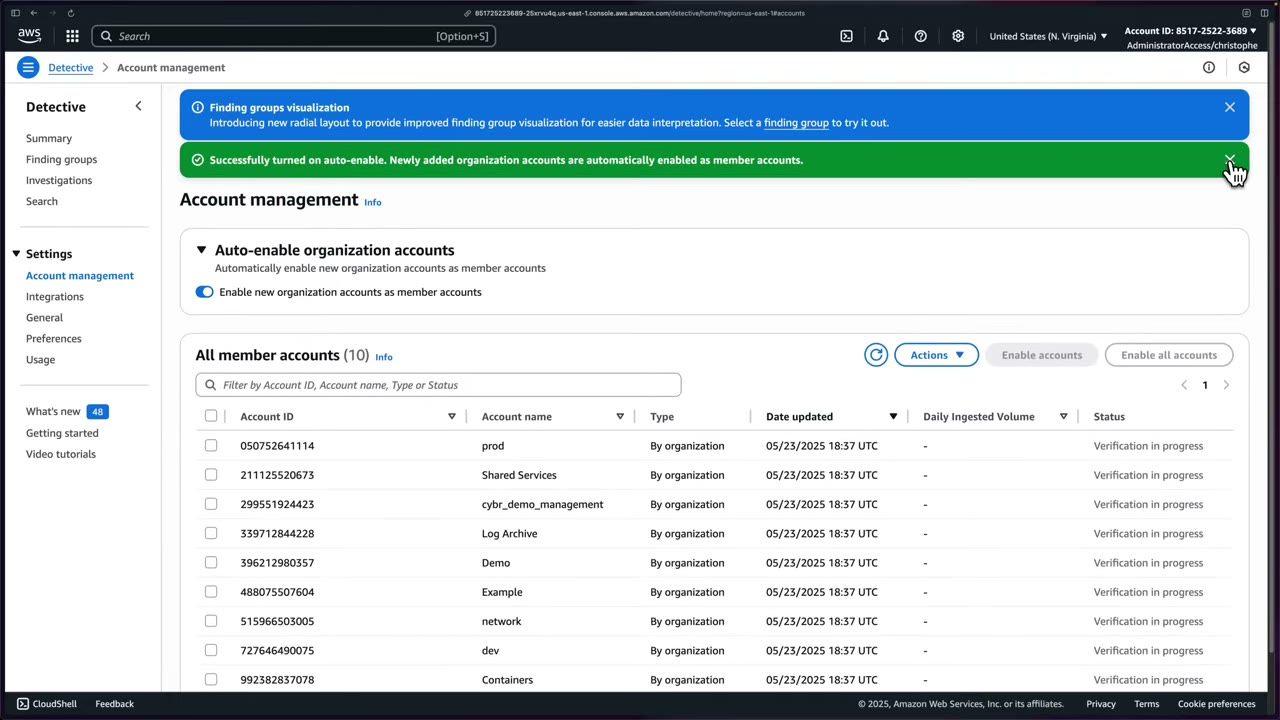 851725223689-25xrvu4q.us-east-1.console.aws.amazon.com/detective/home?region=us-east-1#accounts
aws
Search
[Option+S]
United States (N. Virginia) ▼
Account ID: 8517-2522-3689 ▼
AdministratorAccess/christophe
Detective > Account management
Detective
Summary
Finding groups
Investigations
Search
Settings
Account management
Integrations
General
Preferences
Usage
What's new 48
Getting started
Video tutorials
Finding groups visualization
Introducing new radial layout to provide improved finding group visualization for easier data interpretation. Select a finding group to try it out.
Successfully turned on auto-enable. Newly added organization accounts are automatically enabled as member accounts.
Account management Info
Auto-enable organization accounts
Automatically enable new organization accounts as member accounts
Enable new organization accounts as member accounts
All member accounts (10) Info
Actions ▼
Enable accounts
Enable all accounts
Filter by Account ID, Account name, Type or Status
1
Account ID Account name Type Date updated Daily Ingested Volume Status
050752641114 prod By organization 05/23/2025 18:37 UTC - Verification in progress
211125520673 Shared Services By organization 05/23/2025 18:37 UTC - Verification in progress
299551924423 cybr_demo_management By organization 05/23/2025 18:37 UTC - Verification in progress
339712844228 Log Archive By organization 05/23/2025 18:37 UTC - Verification in progress
396212980357 Demo By organization 05/23/2025 18:37 UTC - Verification in progress
488075507604 Example By organization 05/23/2025 18:37 UTC - Verification in progress
515966503005 network By organization 05/23/2025 18:37 UTC - Verification in progress
727646490075 dev By organization 05/23/2025 18:37 UTC - Verification in progress
992382837078 Containers By organization 05/23/2025 18:37 UTC - Verification in progress
CloudShell Feedback
© 2025, Amazon Web Services, Inc. or its affiliates. Privacy Terms Cookie preferences